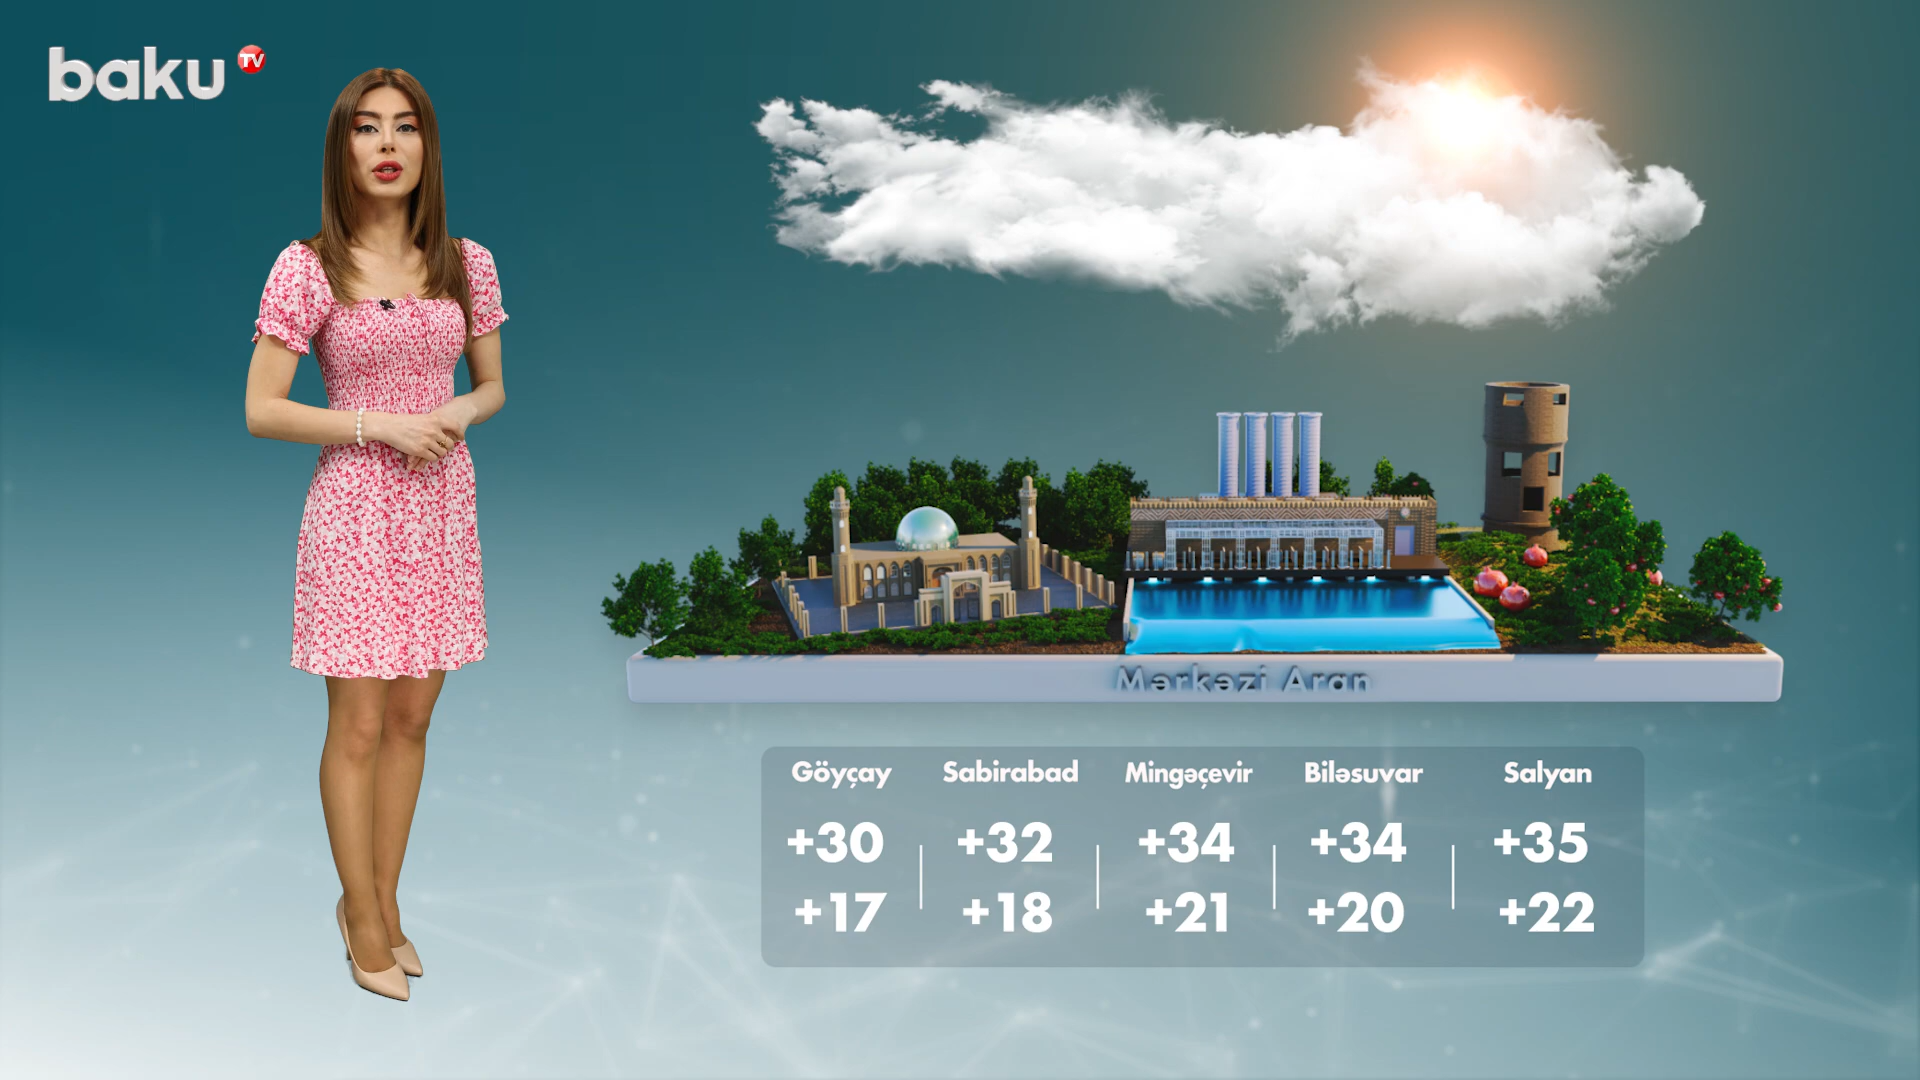 baku TV
Mərkəzi Aran
Göyçay Sabirabad Mingəçevir Biləsuvar Salyan
+30 +32 +34 +34 +35
+17 +18 +21 +20 +22